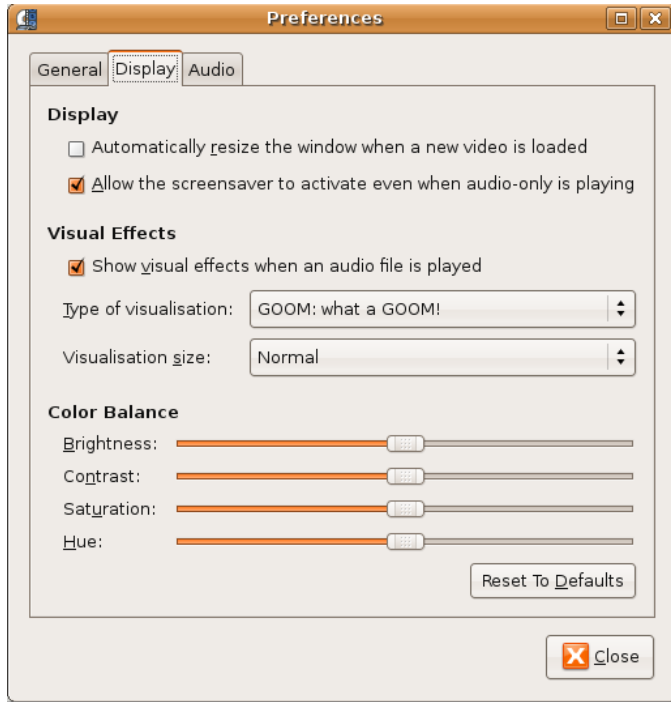 Preferences
General Display Audio
Display
Automatically resize the window when a new video is loaded
Allow the screensaver to activate even when audio-only is playing
Visual Effects
Show visual effects when an audio file is played
Type of visualisation: GOOM: what a GOOM!
Visualisation size: Normal
Color Balance
Brightness:
Contrast:
Saturation:
Hue:
Reset To Defaults
Close